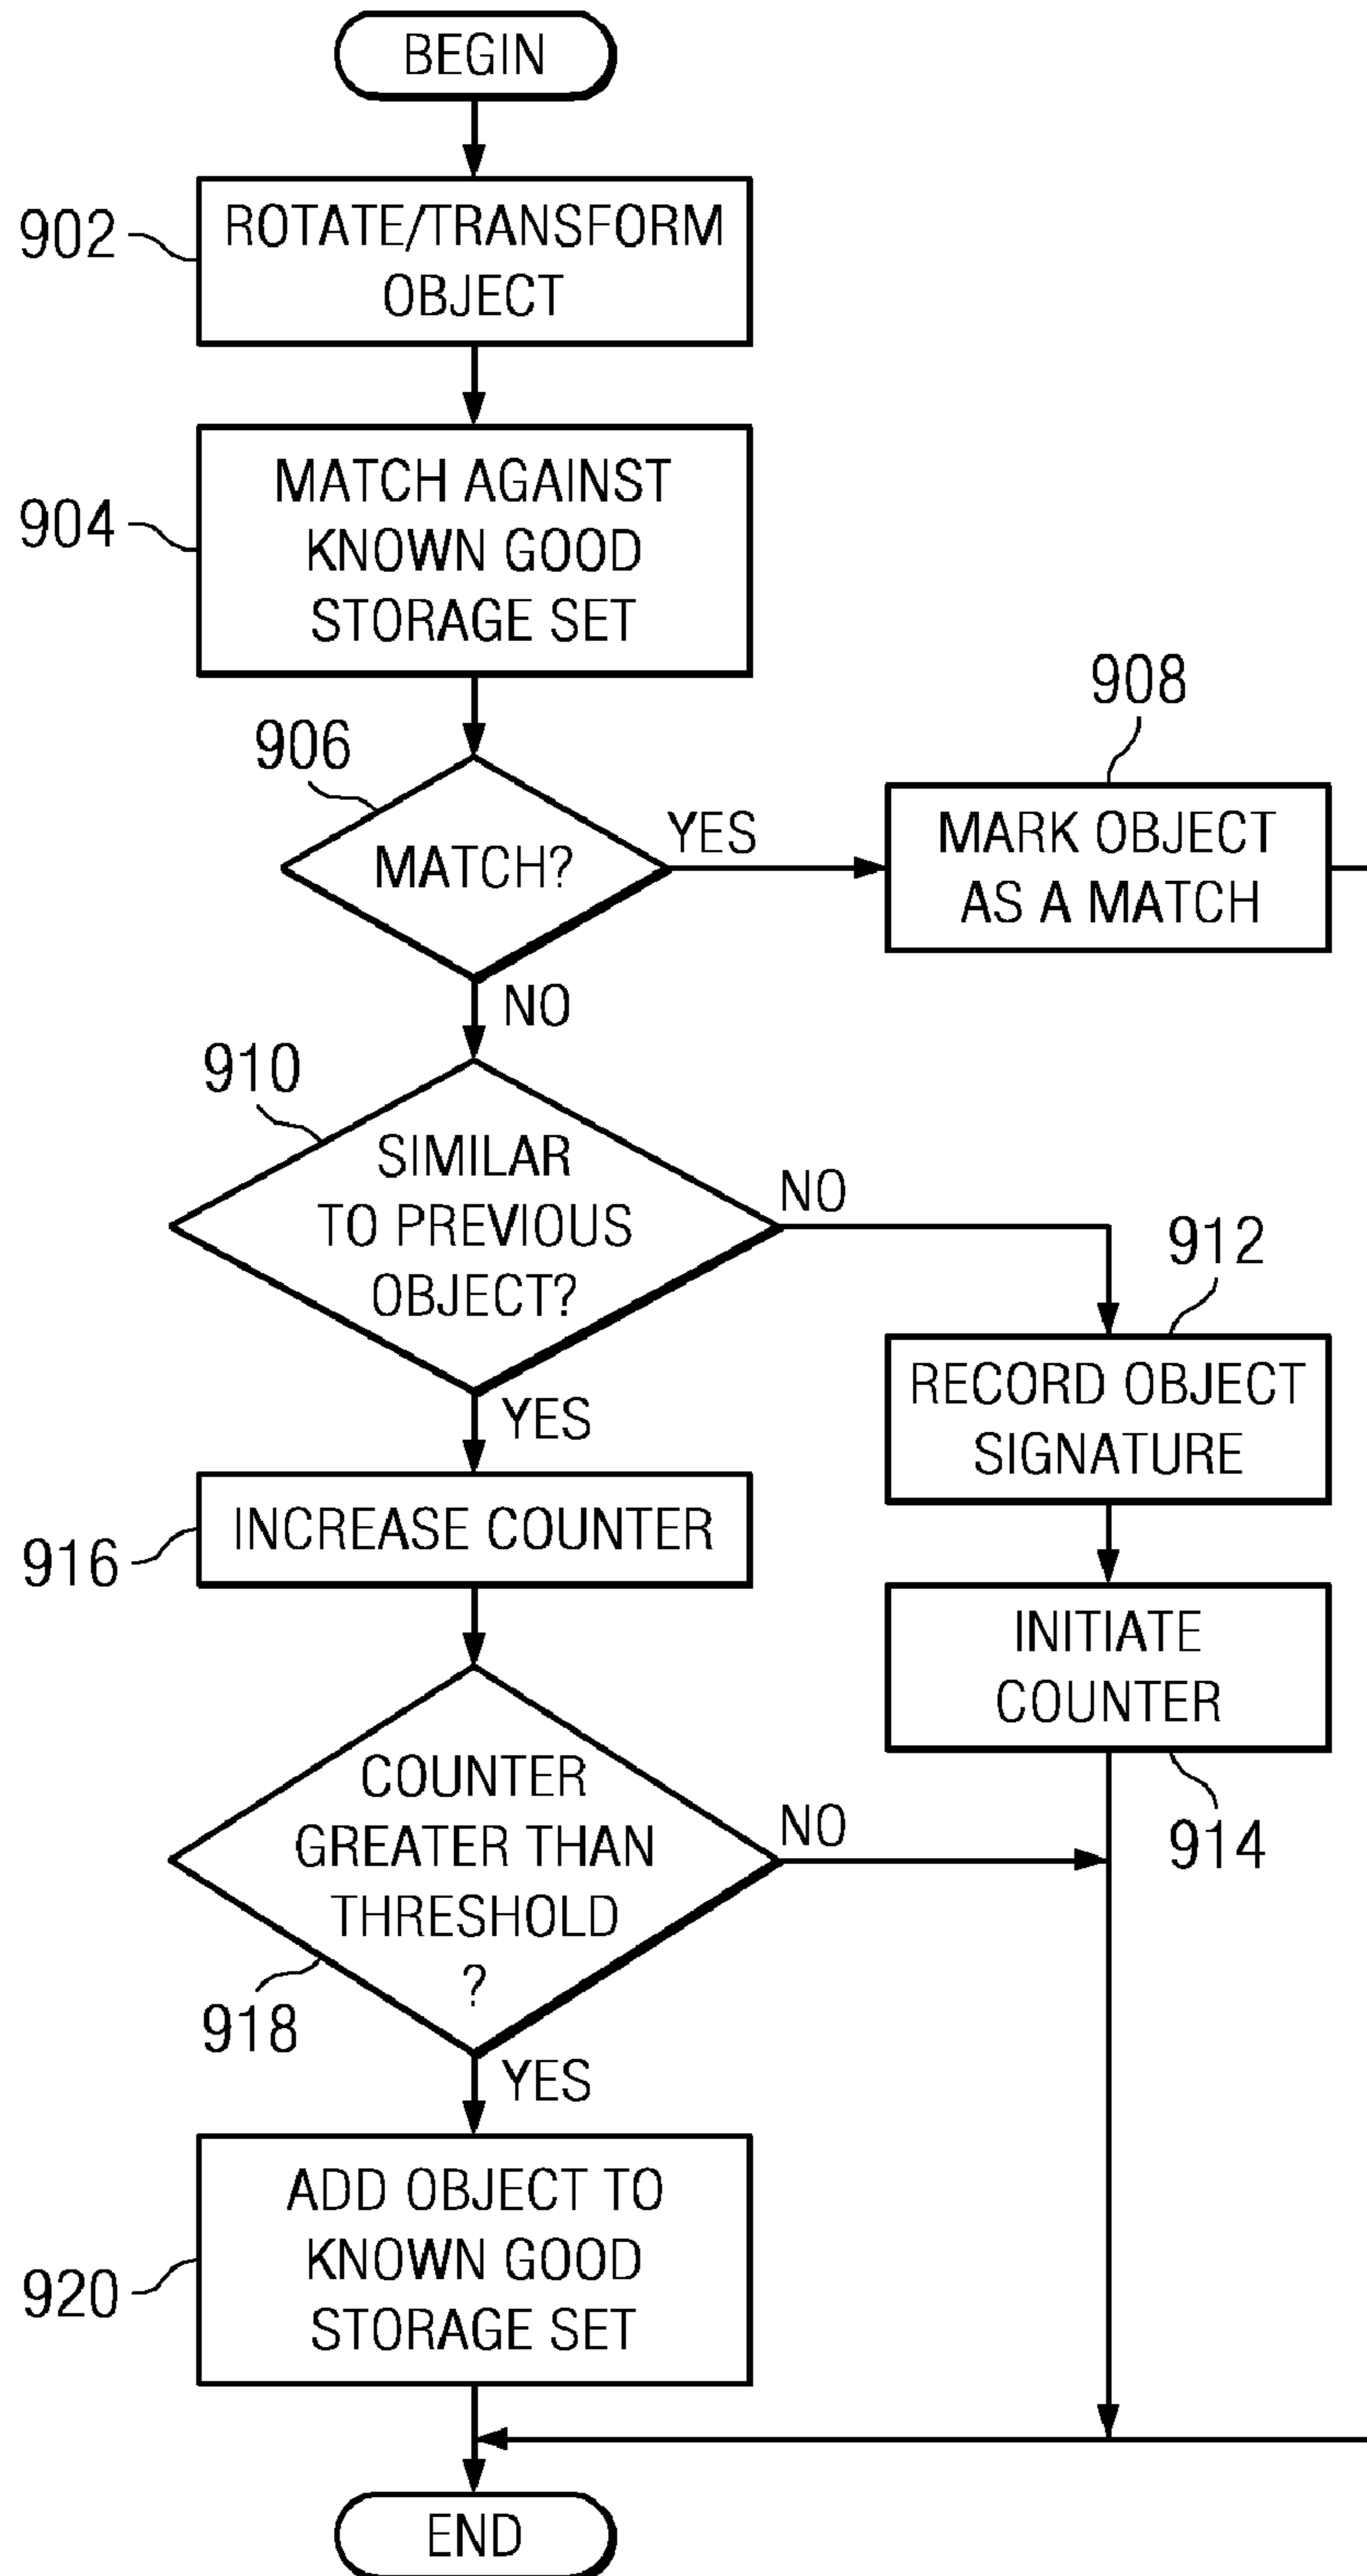 BEGIN
902
ROTATE/TRANSFORM
OBJECT
904
MATCH AGAINST
KNOWN GOOD
STORAGE SET
906
MATCH?
YES
908
MARK OBJECT
AS A MATCH
NO
910
SIMILAR
TO PREVIOUS
OBJECT?
NO
912
RECORD OBJECT
SIGNATURE
YES
916
INCREASE COUNTER
INITIATE
COUNTER
914
COUNTER
GREATER THAN
THRESHOLD
?
NO
918
YES
920
ADD OBJECT TO
KNOWN GOOD
STORAGE SET
END